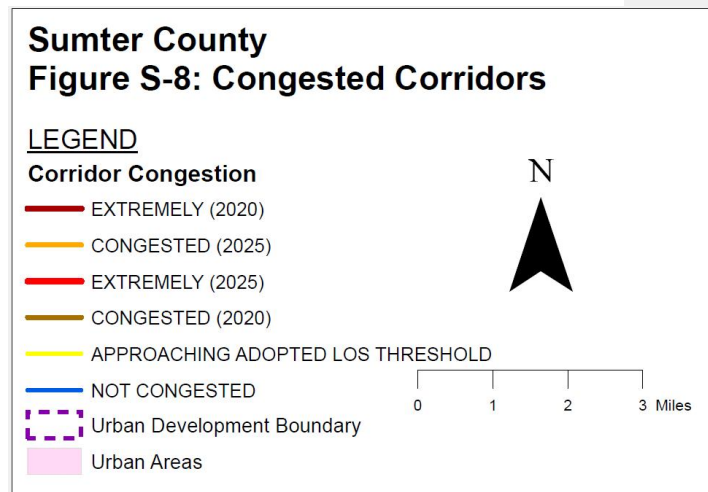 Sumter County
Figure S-8: Congested Corridors
LEGEND
Corridor Congestion
N
EXTREMELY (2020)
CONGESTED (2025)
EXTREMELY (2025)
CONGESTED (2020)
APPROACHING ADOPTED LOS THRESHOLD
NOT CONGESTED
0 1 2 3 Miles
Urban Development Boundary
Urban Areas